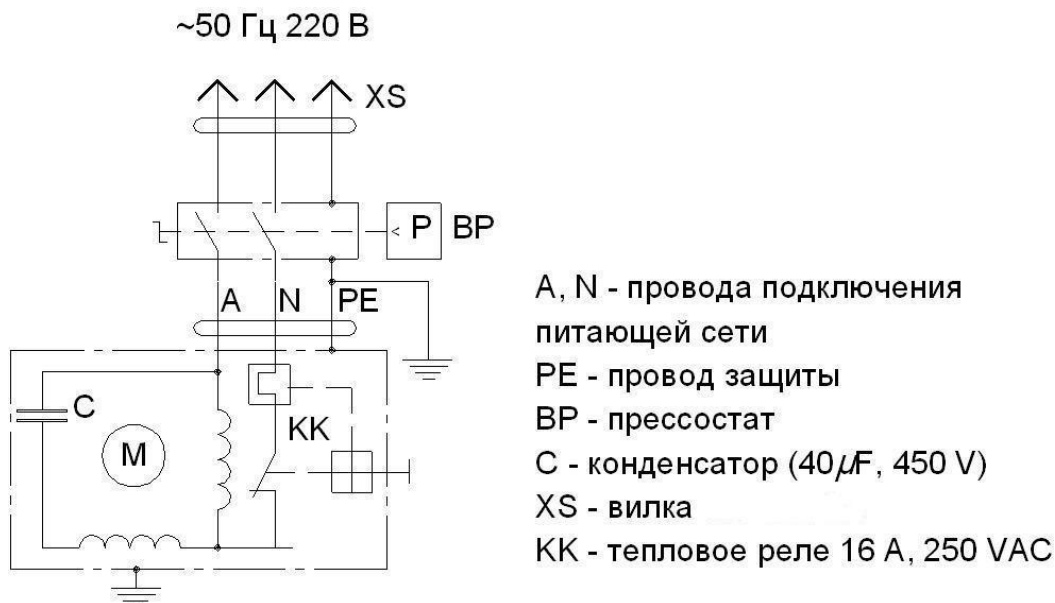 ~50 Гц 220 В
XS
P BP
A N PE
C
KK
M
A, N - провода подключения
питающей сети
PE - провод защиты
BP - прессостат
C - конденсатор (40μF, 450 V)
XS - вилка
KK - тепловое реле 16 A, 250 VAC